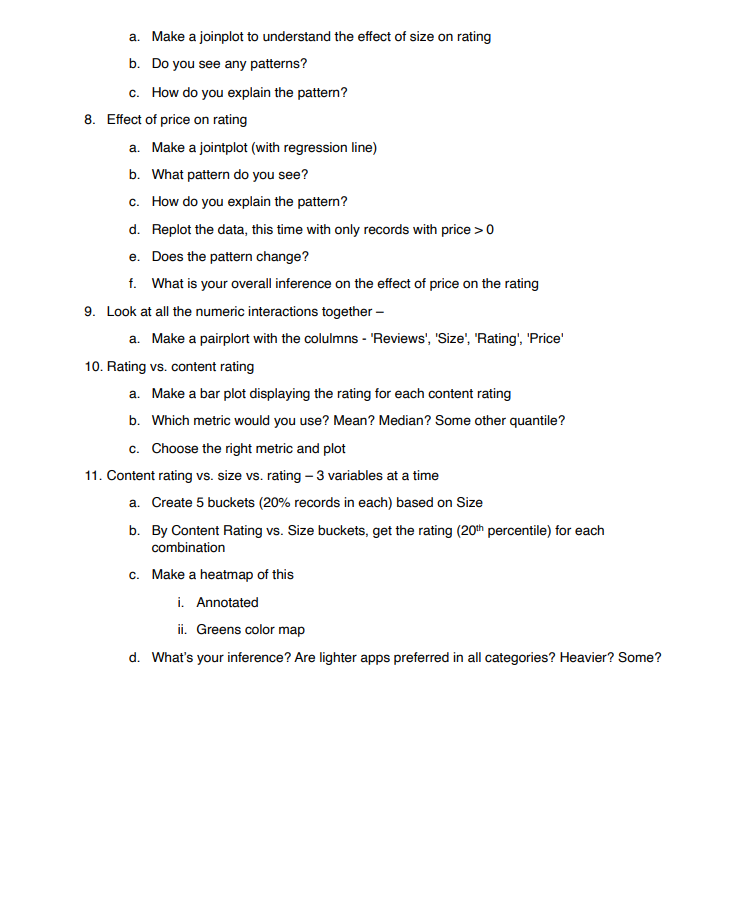 a. Make a joinplot to understand the effect of size on rating
b. Do you see any patterns?
c. How do you explain the pattern?
8. Effect of price on rating
a. Make a jointplot (with regression line)
b. What pattern do you see?
c. How do you explain the pattern?
d. Replot the data, this time with only records with price > 0
e. Does the pattern change?
f. What is your overall inference on the effect of price on the rating
9. Look at all the numeric interactions together –
a. Make a pairplort with the colulmns - 'Reviews', 'Size', 'Rating', 'Price'
10. Rating vs. content rating
a. Make a bar plot displaying the rating for each content rating
b. Which metric would you use? Mean? Median? Some other quantile?
c. Choose the right metric and plot
11. Content rating vs. size vs. rating – 3 variables at a time
a. Create 5 buckets (20% records in each) based on Size
b. By Content Rating vs. Size buckets, get the rating (20th percentile) for each
combination
c. Make a heatmap of this
i. Annotated
ii. Greens color map
d. What's your inference? Are lighter apps preferred in all categories? Heavier? Some?